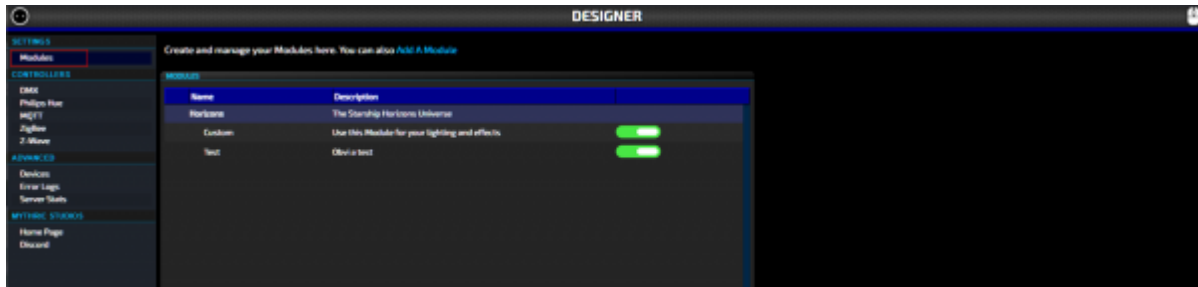 DESIGNER
SETTINGS
Modules
CONTROLLERS
DMX
Philips Hue
MQTT
ZigBee
Z-Wave
ADVANCED
Devices
Error Logs
Server Stats
MYTHRIC STUDIOS
Home Page
Discord
Create and manage your Modules here. You can also Add A Module
MODULES
Name Description
Horizons The Starship Horizons Universe
Custom Use this Module for your lighting and effects
Test Obvi a test